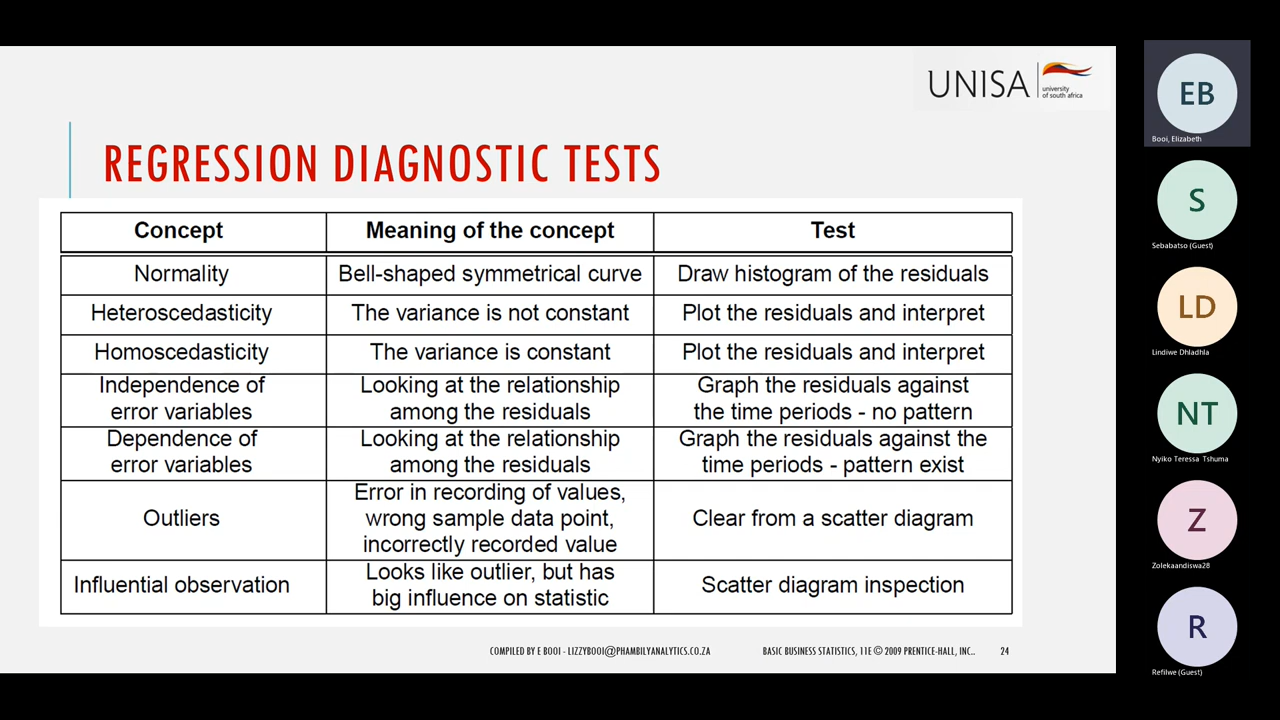 UNISA
university
of south africa
REGRESSION DIAGNOSTIC TESTS
Concept
Meaning of the concept
Test
Normality
Bell-shaped symmetrical curve
Draw histogram of the residuals
Heteroscedasticity
The variance is not constant
Plot the residuals and interpret
Homoscedasticity
The variance is constant
Plot the residuals and interpret
Independence of
error variables
Looking at the relationship
among the residuals
Graph the residuals against
the time periods - no pattern
Dependence of
error variables
Looking at the relationship
among the residuals
Graph the residuals against the
time periods - pattern exist
Outliers
Error in recording of values,
wrong sample data point,
incorrectly recorded value
Clear from a scatter diagram
Influential observation
Looks like outlier, but has
big influence on statistic
Scatter diagram inspection
COMPILED BY E BOOI - LIZZYBOOI@PHAMBILYANALYTICS.CO.ZA
BASIC BUSINESS STATISTICS, 11E © 2009 PRENTICE-HALL, INC..
24
EB
Booi, Elizabeth
S
Sebabatso (Guest)
LD
Lindiwe Dhladhla
NT
Nyiko Teressa Tshuma
Z
Zolekaandiswa28
R
Refilwe (Guest)